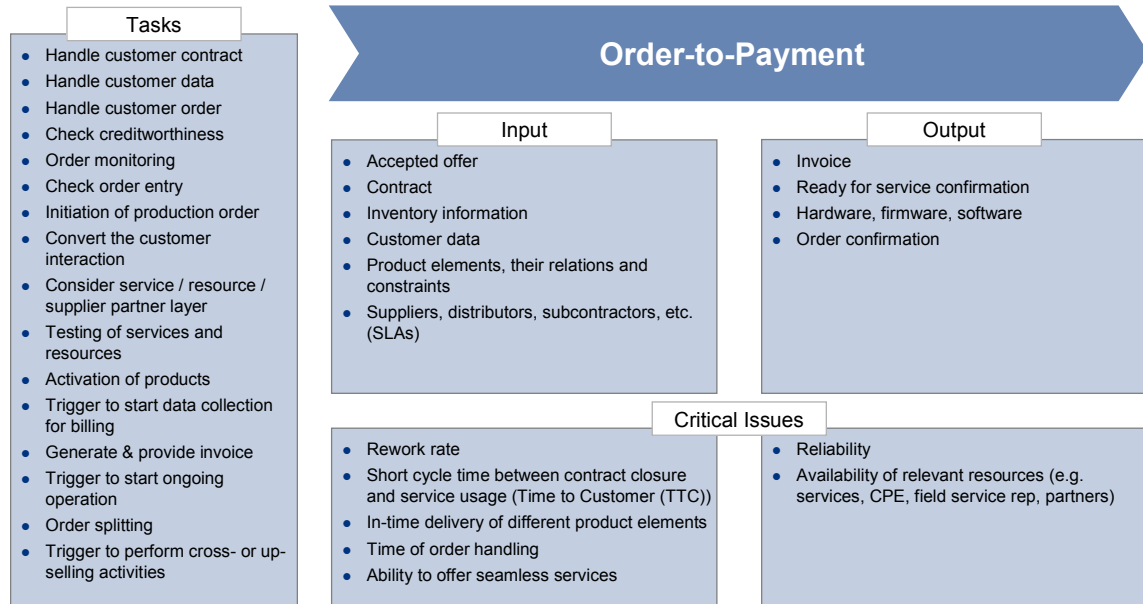 Tasks
● Handle customer contract
● Handle customer data
● Handle customer order
● Check creditworthiness
● Order monitoring
● Check order entry
● Initiation of production order
● Convert the customer
interaction
● Consider service / resource /
supplier partner layer
● Testing of services and
resources
● Activation of products
● Trigger to start data collection
for billing
● Generate & provide invoice
● Trigger to start ongoing
operation
● Order splitting
● Trigger to perform cross- or up-
selling activities
Order-to-Payment
Input
● Accepted offer
● Contract
● Inventory information
● Customer data
● Product elements, their relations and
constraints
● Suppliers, distributors, subcontractors, etc.
(SLAs)
Output
● Invoice
● Ready for service confirmation
● Hardware, firmware, software
● Order confirmation
Critical Issues
● Rework rate
● Short cycle time between contract closure
and service usage (Time to Customer (TTC))
● In-time delivery of different product elements
● Time of order handling
● Ability to offer seamless services
● Reliability
● Availability of relevant resources (e.g.
services, CPE, field service rep, partners)